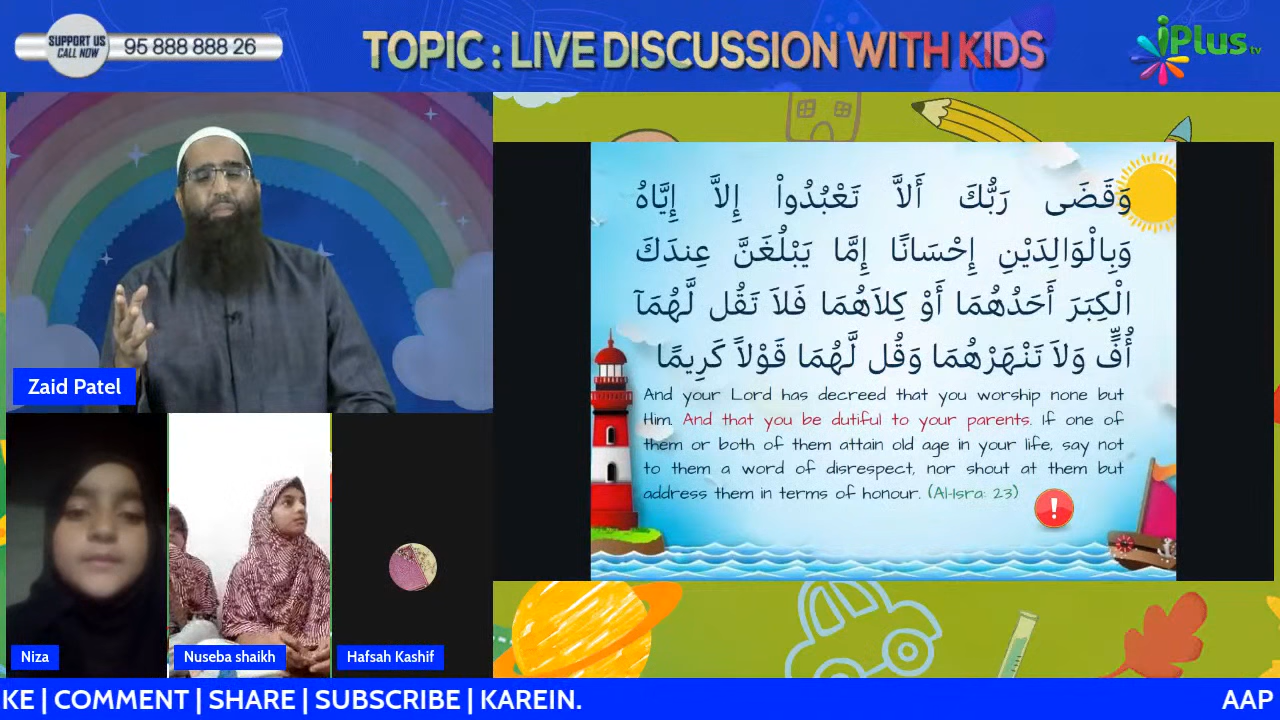 SUPPORT US
CALL NOW
95 888 888 26
TOPIC : LIVE DISCUSSION WITH KIDS
iPlus tv
وَقَضَى رَبُّكَ أَلاَّ تَعْبُدُواْ إِلاَّ إِيَّاهُ
وَبِالْوَالِدَيْنِ إِحْسَانًا إِمَّا يَبْلُغَنَّ عِندَكَ
الْكِبَرَ أَحَدُهُمَا أَوْ كِلاَهُمَا فَلاَ تَقُل لَّهُمَآ
أُفٍّ وَلاَ تَنْهَرْهُمَا وَقُل لَّهُمَا قَوْلاً كَرِيمًا
And your Lord has decreed that you worship none but
Him. And that you be dutiful to your parents. If one of
them or both of them attain old age in your life, say not
to them a word of disrespect, nor shout at them but
address them in terms of honour. (Al-Isra: 23)
!
Zaid Patel
Niza
Nuseba shaikh
Hafsah Kashif
KE | COMMENT | SHARE | SUBSCRIBE | KAREIN. AAP